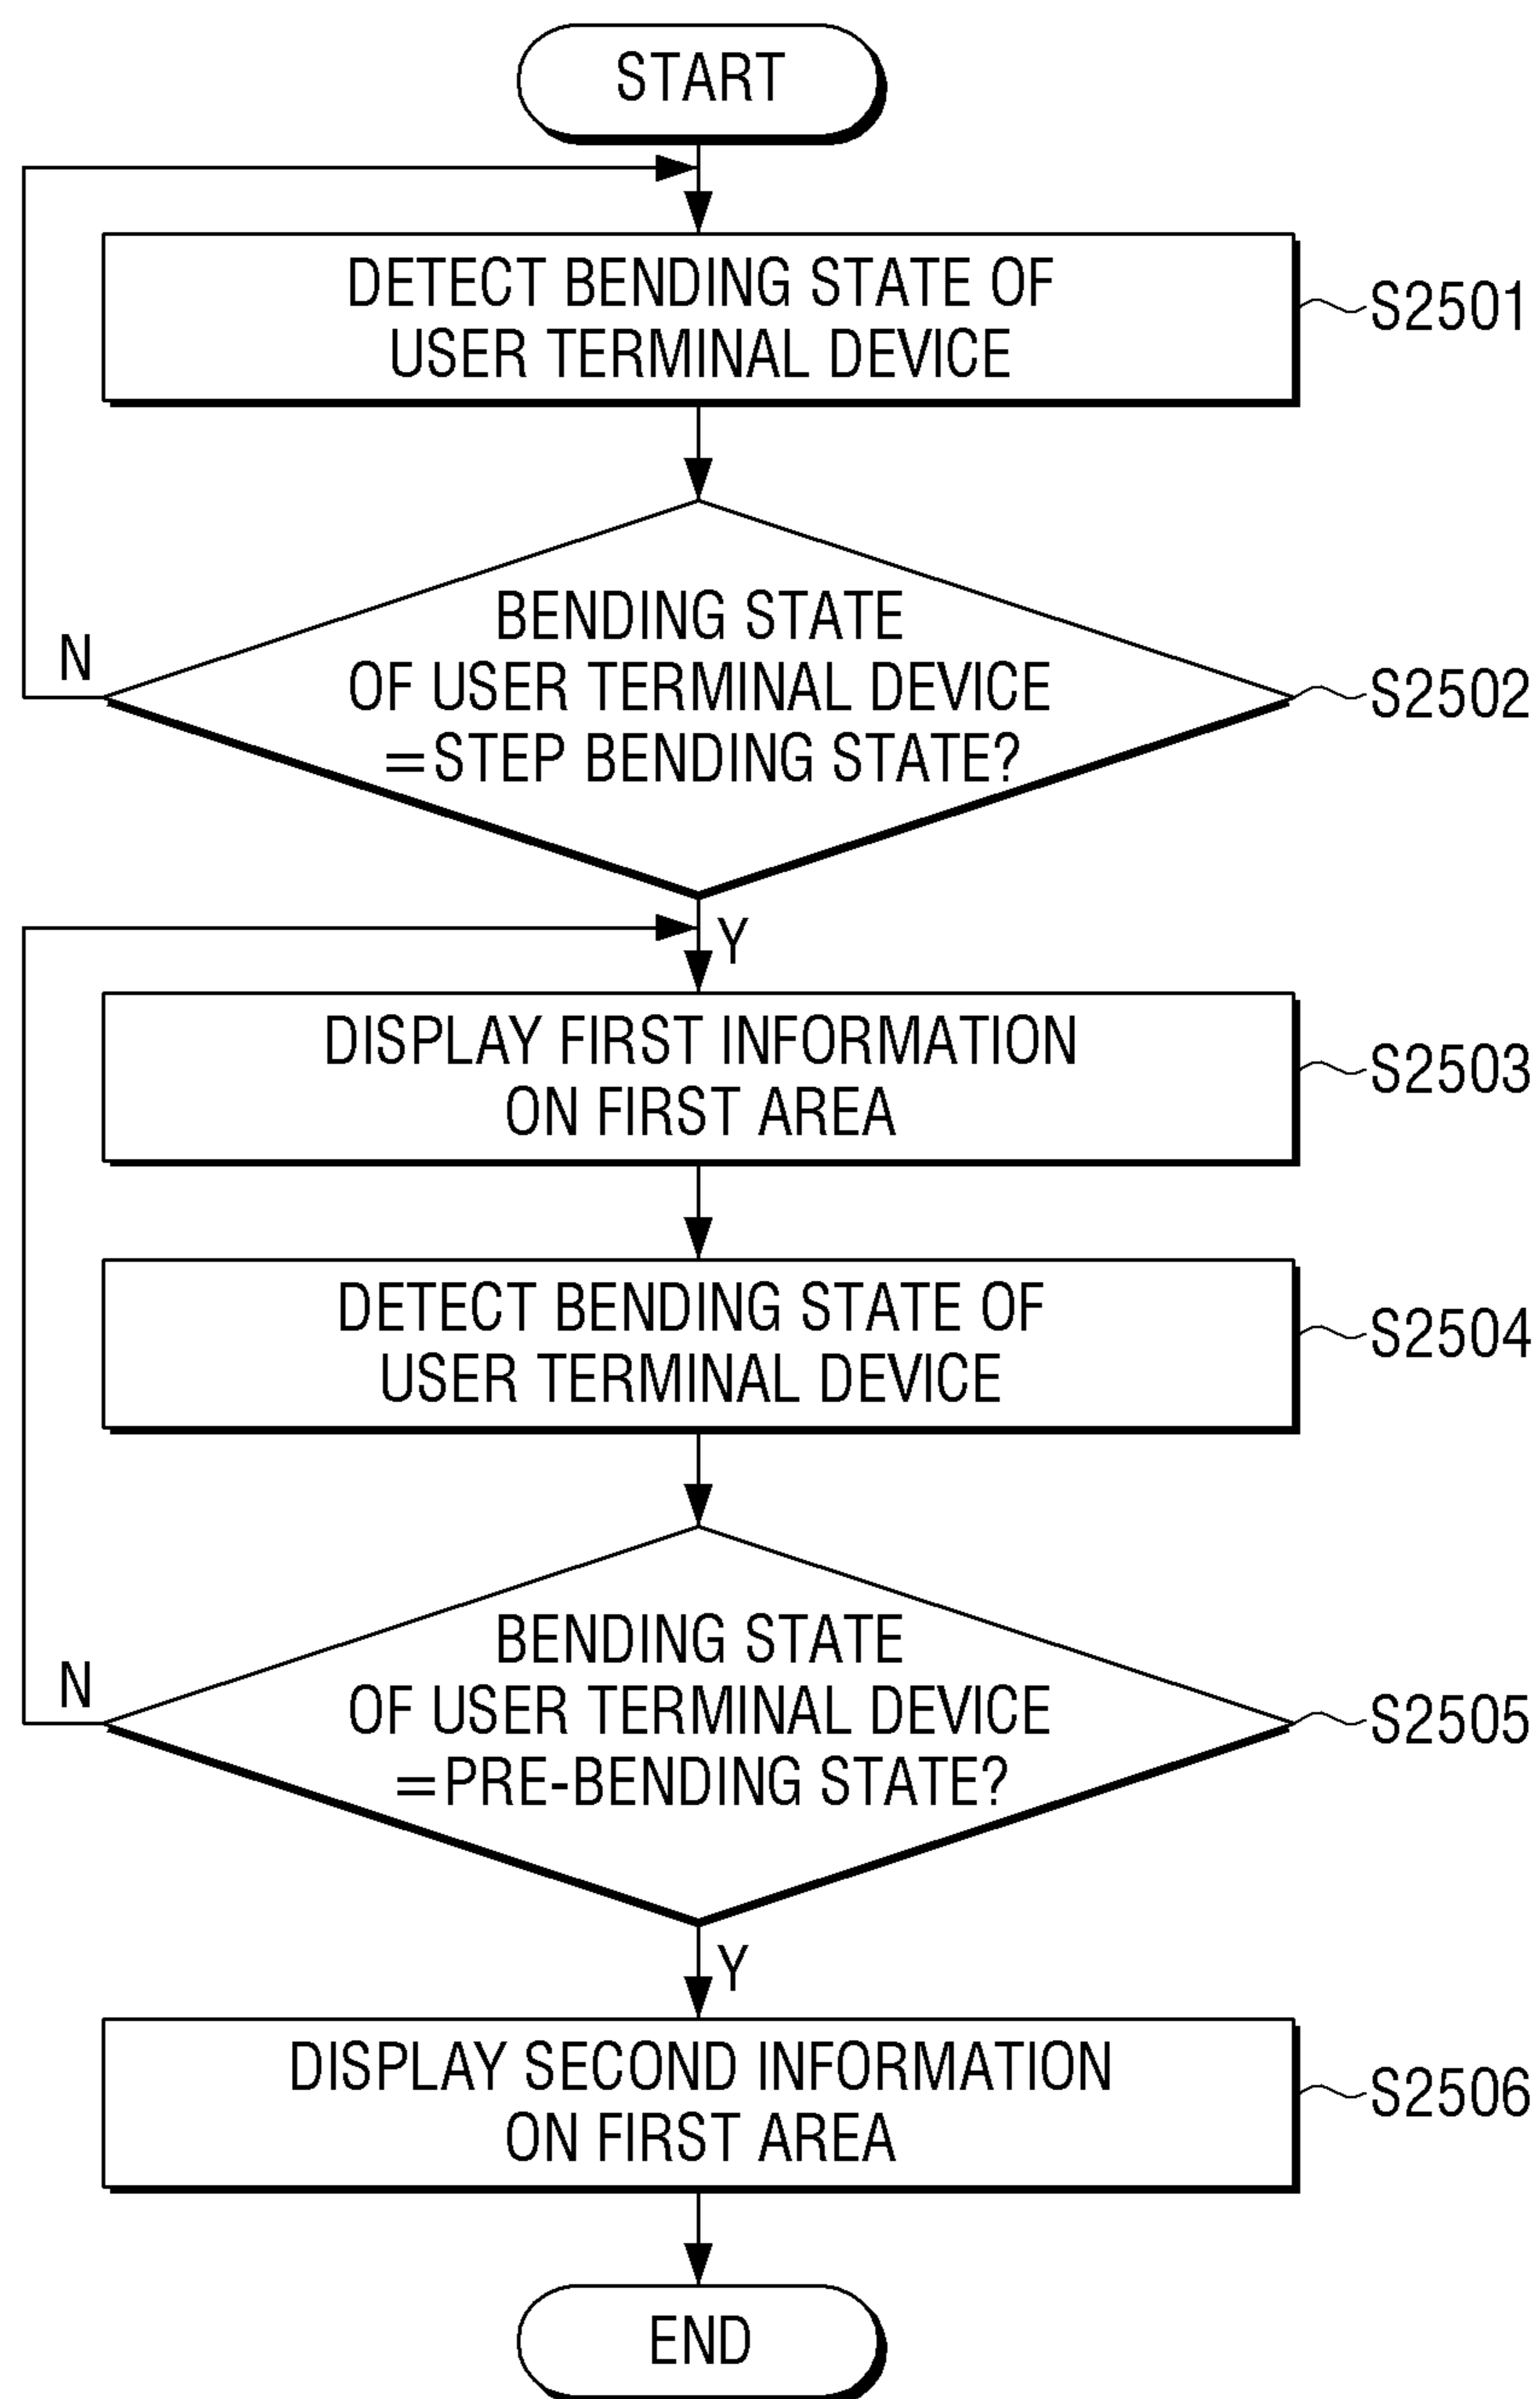 START
DETECT BENDING STATE OF
USER TERMINAL DEVICE
S2501
BENDING STATE
OF USER TERMINAL DEVICE
=STEP BENDING STATE?
S2502
N
Y
DISPLAY FIRST INFORMATION
ON FIRST AREA
S2503
DETECT BENDING STATE OF
USER TERMINAL DEVICE
S2504
BENDING STATE
OF USER TERMINAL DEVICE
=PRE-BENDING STATE?
S2505
N
Y
DISPLAY SECOND INFORMATION
ON FIRST AREA
S2506
END